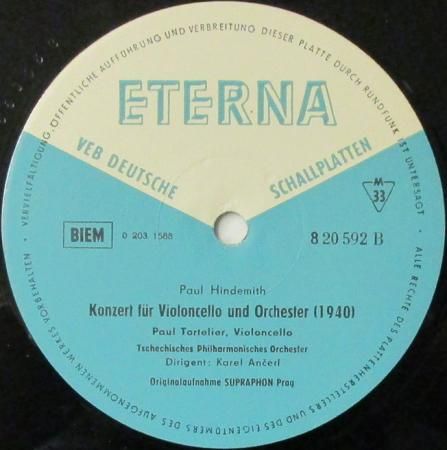 VERVIELFÄLTIGUNG, ÖFFENTLICHE AUFFÜHRUNG UND VERBREITUNG DIESER PLATTE DURCH RUNDFUNK IST UNTERSAGT · ALLE RECHTE DES PLATTENHERSTELLERS UND DES EIGENTÜMERS DES AUFGENOMMENEN WERKES VORBEHALTEN ·
ETERNA
VEB DEUTSCHE SCHALLPLATTEN
M
33
BIEM
0 203. 1588
8 20 592 B
Paul Hindemith
Konzert für Violoncello und Orchester (1940)
Paul Tortelier, Violoncello
Tschechisches Philharmonisches Orchester
Dirigent: Karel Ančerl
Originalaufnahme SUPRAPHON Prag